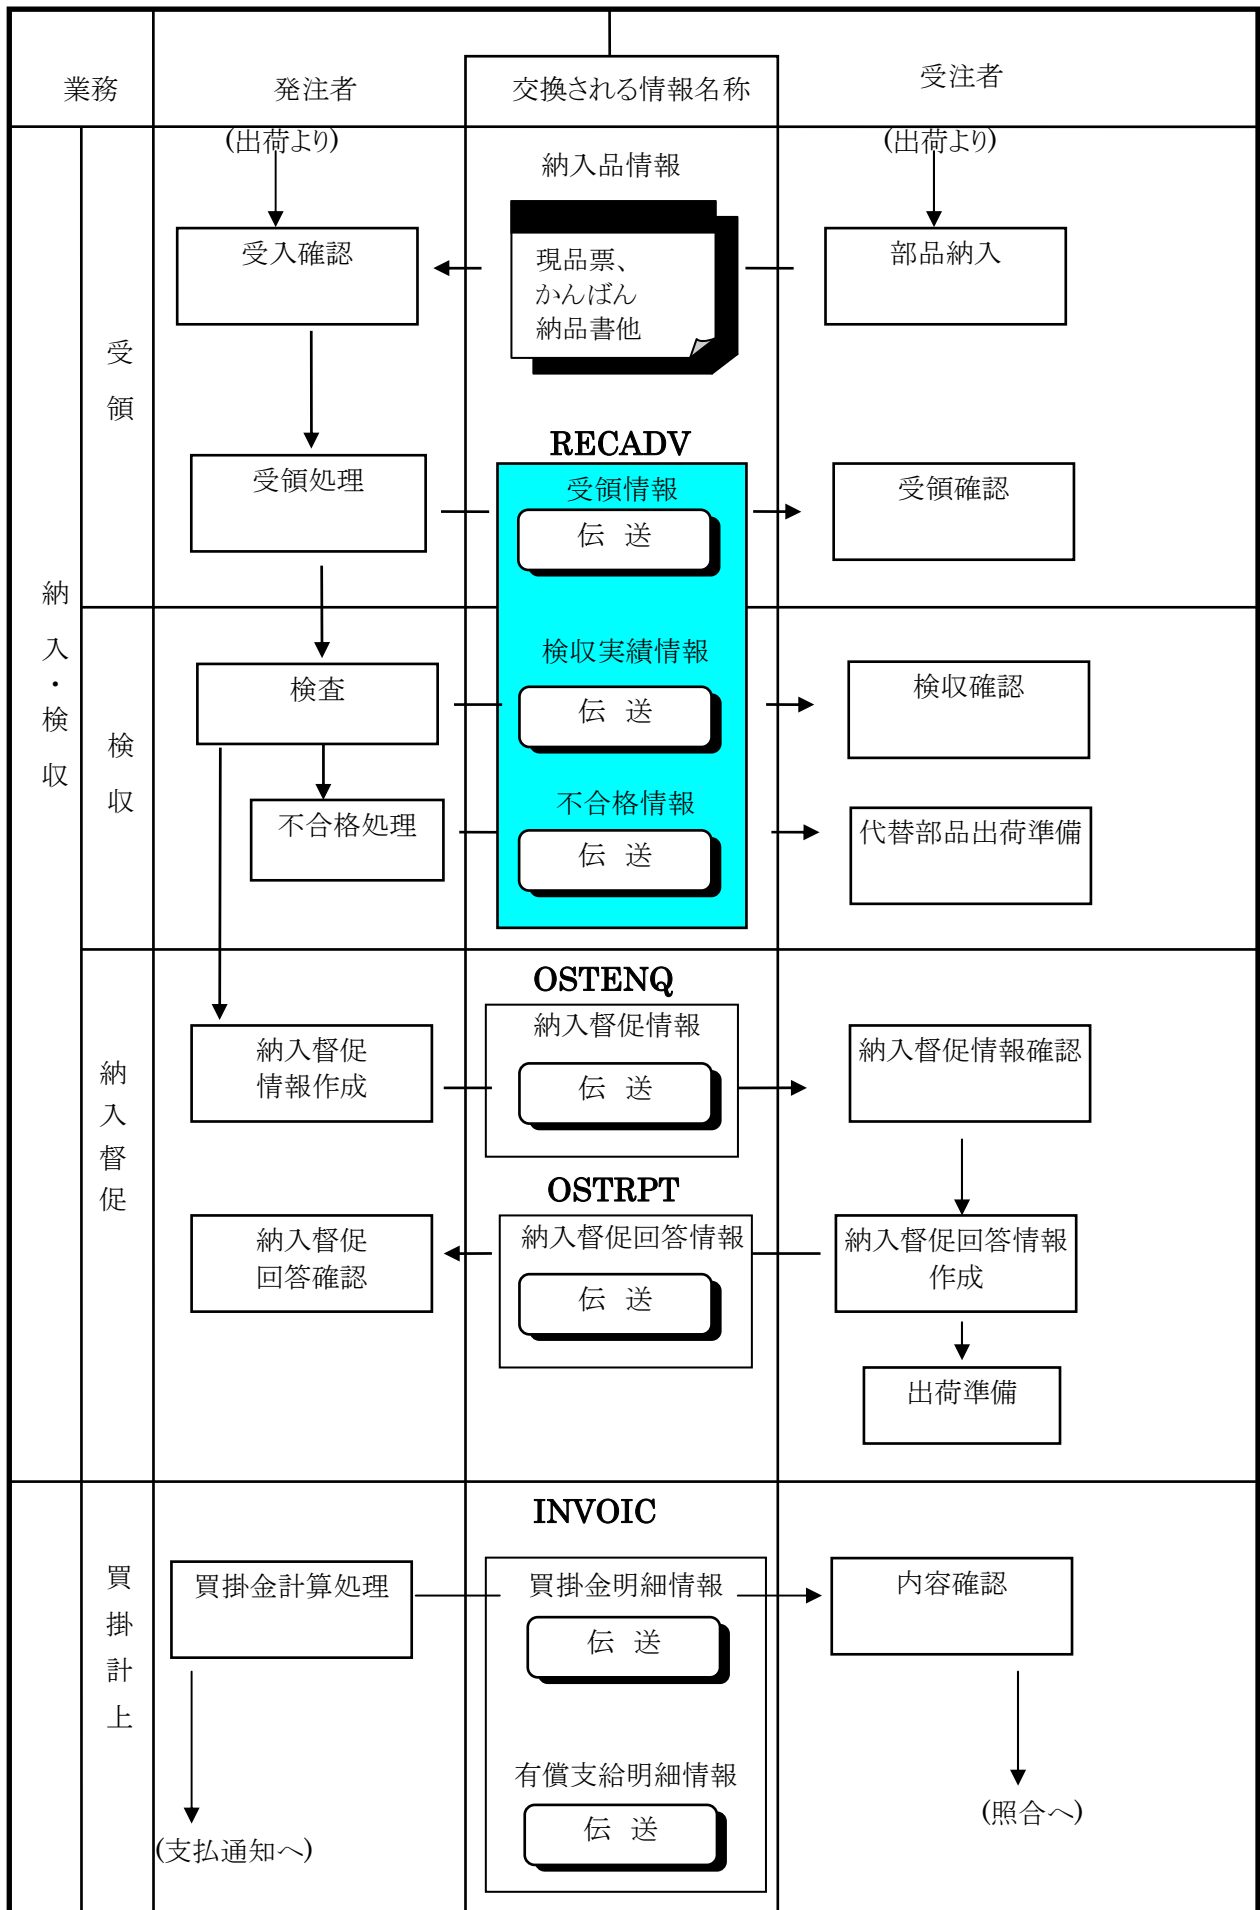 業務
発注者
交換される情報名称
受注者
(出荷より)
納入品情報
(出荷より)
受入確認
現品票、
かんばん
納品書他
部品納入
受
領
RECADV
受領処理
受領情報
伝 送
受領確認
納
入
・
検
収
検
収
検査
検収実績情報
伝 送
検収確認
不合格処理
不合格情報
伝 送
代替部品出荷準備
納
入
督
促
OSTENQ
納入督促
情報作成
納入督促情報
伝 送
納入督促情報確認
OSTRPT
納入督促
回答確認
納入督促回答情報
伝 送
納入督促回答情報
作成
出荷準備
買
掛
計
上
INVOIC
買掛金計算処理
買掛金明細情報
伝 送
内容確認
有償支給明細情報
伝 送
(支払通知へ)
(照合へ)